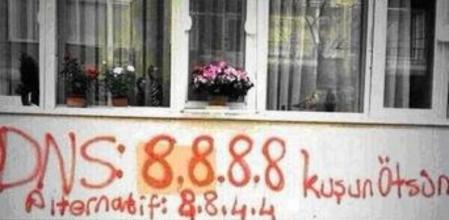 DNS: 8.8.8.8 kuşun Ötsün
Alternatif: 8.8.4.4